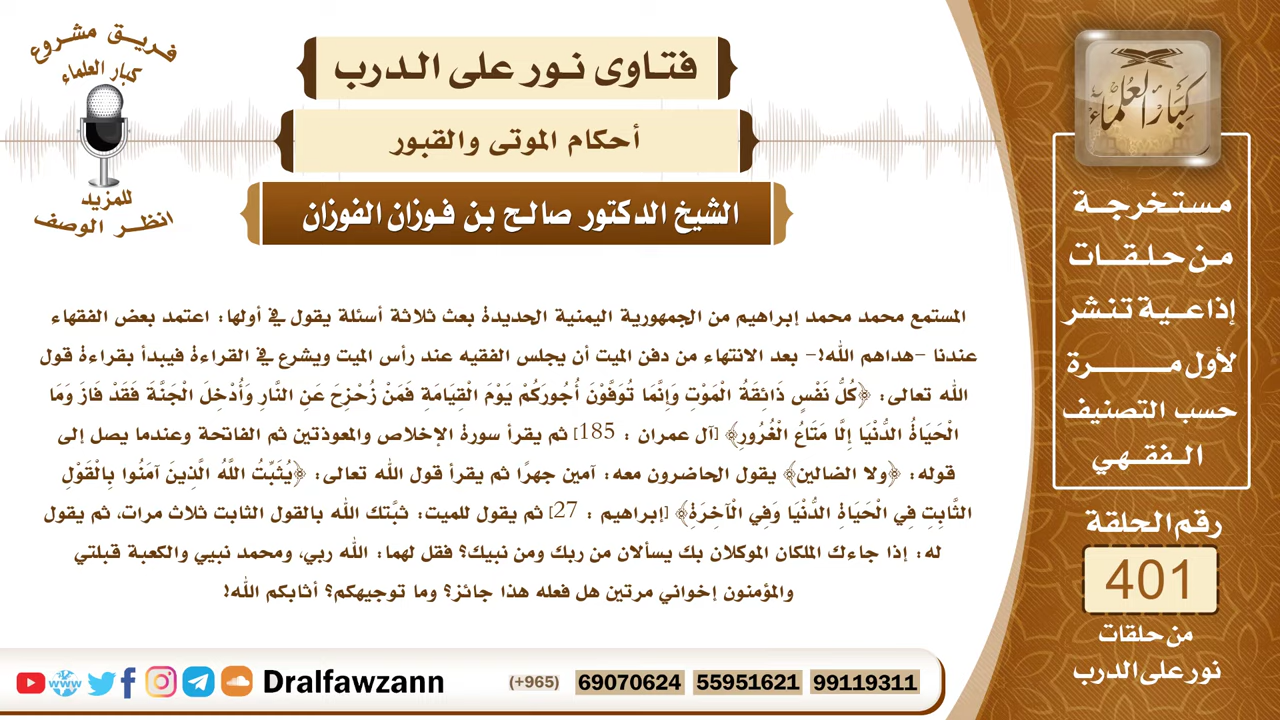 فريق مشروع
كبار العلماء
للمزيد
انظر الوصف
فتاوى نور على الدرب
أحكام الموتى والقبور
الشيخ الدكتور صالح بن فوزان الفوزان
المستمع محمد محمد إبراهيم من الجمهورية اليمنية الحديدة بعث ثلاثة أسئلة يقول في أولها: اعتمد بعض الفقهاء
عندنا -هداهم الله!- بعد الانتهاء من دفن الميت أن يجلس الفقيه عند رأس الميت ويشرع في القراءة فيبدأ بقراءة قول
الله تعالى: ﴿كُلُّ نَفْسٍ ذَائِقَةُ الْمَوْتِ وَإِنَّمَا تُوَفَّوْنَ أُجُورَكُمْ يَوْمَ الْقِيَامَةِ فَمَنْ زُحْزِحَ عَنِ النَّارِ وَأُدْخِلَ الْجَنَّةَ فَقَدْ فَازَ وَمَا
الْحَيَاةُ الدُّنْيَا إِلَّا مَتَاعُ الْغُرُورِ﴾ [آل عمران : 185] ثم يقرأ سورة الإخلاص والمعوذتين ثم الفاتحة وعندما يصل إلى
قوله: ﴿ولا الضالين﴾ يقول الحاضرون معه: آمين جهرًا ثم يقرأ قول الله تعالى: ﴿يُثَبِّتُ اللَّهُ الَّذِينَ آمَنُوا بِالْقَوْلِ
الثَّابِتِ فِي الْحَيَاةِ الدُّنْيَا وَفِي الْآخِرَةِ﴾ [إبراهيم : 27] ثم يقول للميت: ثبَّتك الله بالقول الثابت ثلاث مرات، ثم يقول
له: إذا جاءك الملكان الموكلان بك يسألان من ربك ومن نبيك؟ فقل لهما: الله ربي، ومحمد نبيي والكعبة قبلتي
والمؤمنون إخواني مرتين هل فعله هذا جائز؟ وما توجيهكم؟ أثابكم الله!
كبار العلماء
مستخرجة
من حلقات
إذاعية تنشر
لأول مرة
حسب التصنيف
الفقهي
رقم الحلقة
401
من حلقات
نور على الدرب
www Dralfawzann (+965) 69070624 55951621 99119311